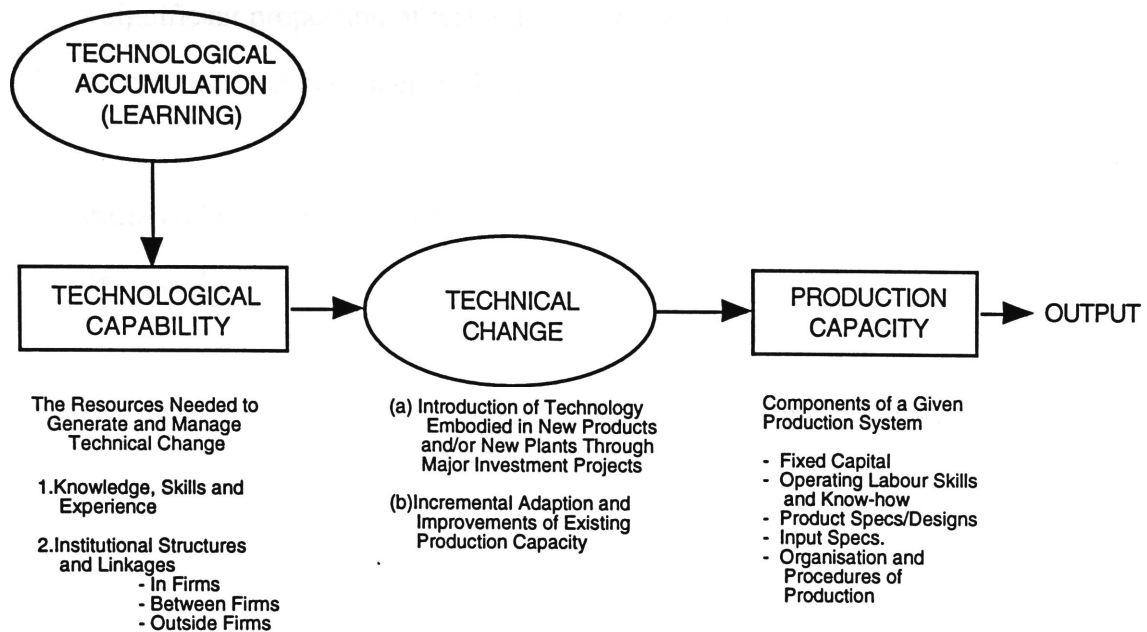 TECHNOLOGICAL
ACCUMULATION
(LEARNING)
TECHNOLOGICAL
CAPABILITY
TECHNICAL
CHANGE
PRODUCTION
CAPACITY
OUTPUT
The Resources Needed to
Generate and Manage
Technical Change
1.Knowledge, Skills and
Experience
2.Institutional Structures
and Linkages
- In Firms
- Between Firms
- Outside Firms
(a) Introduction of Technology
Embodied in New Products
and/or New Plants Through
Major Investment Projects
(b)Incremental Adaption and
Improvements of Existing
Production Capacity
Components of a Given
Production System
- Fixed Capital
- Operating Labour Skills
and Know-how
- Product Specs/Designs
- Input Specs.
- Organisation and
Procedures of
Production